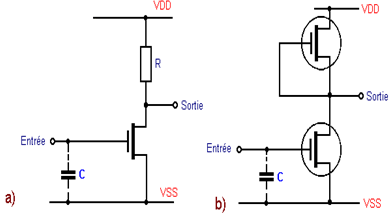 VDD
R
Sortie
Entrée
C
VSS
a)
VDD
Sortie
Entrée
C
VSS
b)